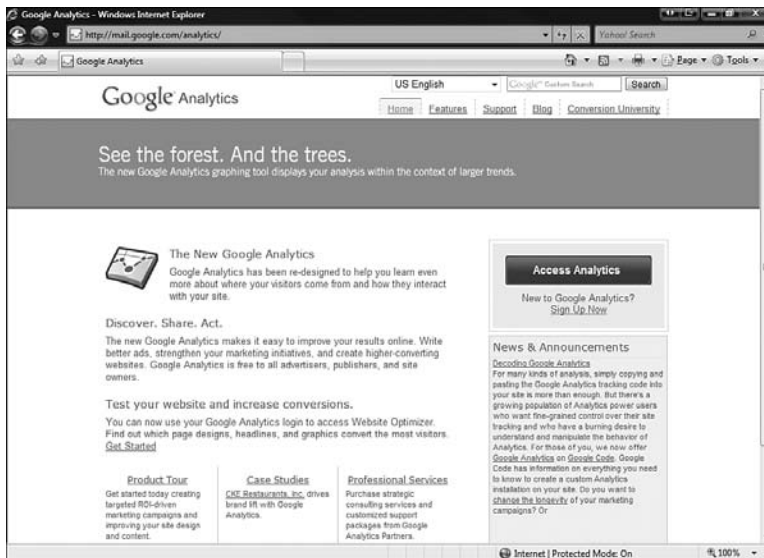 Google Analytics - Windows Internet Explorer
http://mail.google.com/analytics/
Yahoo! Search
Google Analytics
Page
Tools
Google Analytics
US English
Google™ Custom Search
Search
Home
Features
Support
Blog
Conversion University
See the forest. And the trees.
The new Google Analytics graphing tool displays your analysis within the context of larger trends.
The New Google Analytics
Google Analytics has been re-designed to help you learn even
more about where your visitors come from and how they interact
with your site.
Discover. Share. Act.
The new Google Analytics makes it easy to improve your results online. Write
better ads, strengthen your marketing initiatives, and create higher-converting
websites. Google Analytics is free to all advertisers, publishers, and site
owners.
Test your website and increase conversions.
You can now use your Google Analytics login to access Website Optimizer.
Find out which page designs, headlines, and graphics convert the most visitors.
Get Started
Product Tour
Get started today creating
targeted ROI-driven
marketing campaigns and
improving your site design
and content.
Case Studies
CKE Restaurants, Inc. drives
brand lift with Google
Analytics.
Professional Services
Purchase strategic
consulting services and
customized support
packages from Google
Analytics Partners.
Access Analytics
New to Google Analytics?
Sign Up Now
News & Announcements
Decoding Google Analytics
For many kinds of analysis, simply copying and
pasting the Google Analytics tracking code into
your site is more than enough. But there's a
growing population of Analytics power users
who want fine-grained control over their site
tracking and who have a burning desire to
understand and manipulate the behavior of
Analytics. For those of you, we now offer
Google Analytics on Google Code. Google
Code has information on everything you need
to know to create a custom Analytics
installation on your site. Do you want to
change the longevity of your marketing
campaigns? Or
Internet | Protected Mode: On
100%